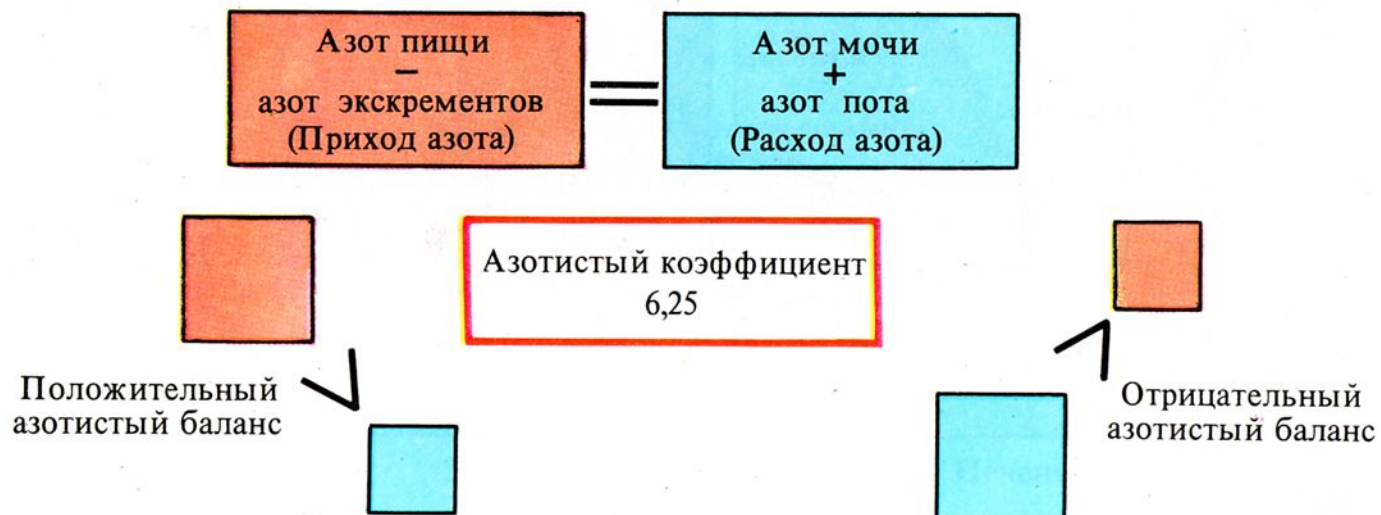 Азот пищи
−
азот экскрементов
(Приход азота)
=
Азот мочи
+
азот пота
(Расход азота)
Азотистый коэффициент
6,25
Положительный
азотистый баланс
Отрицательный
азотистый баланс